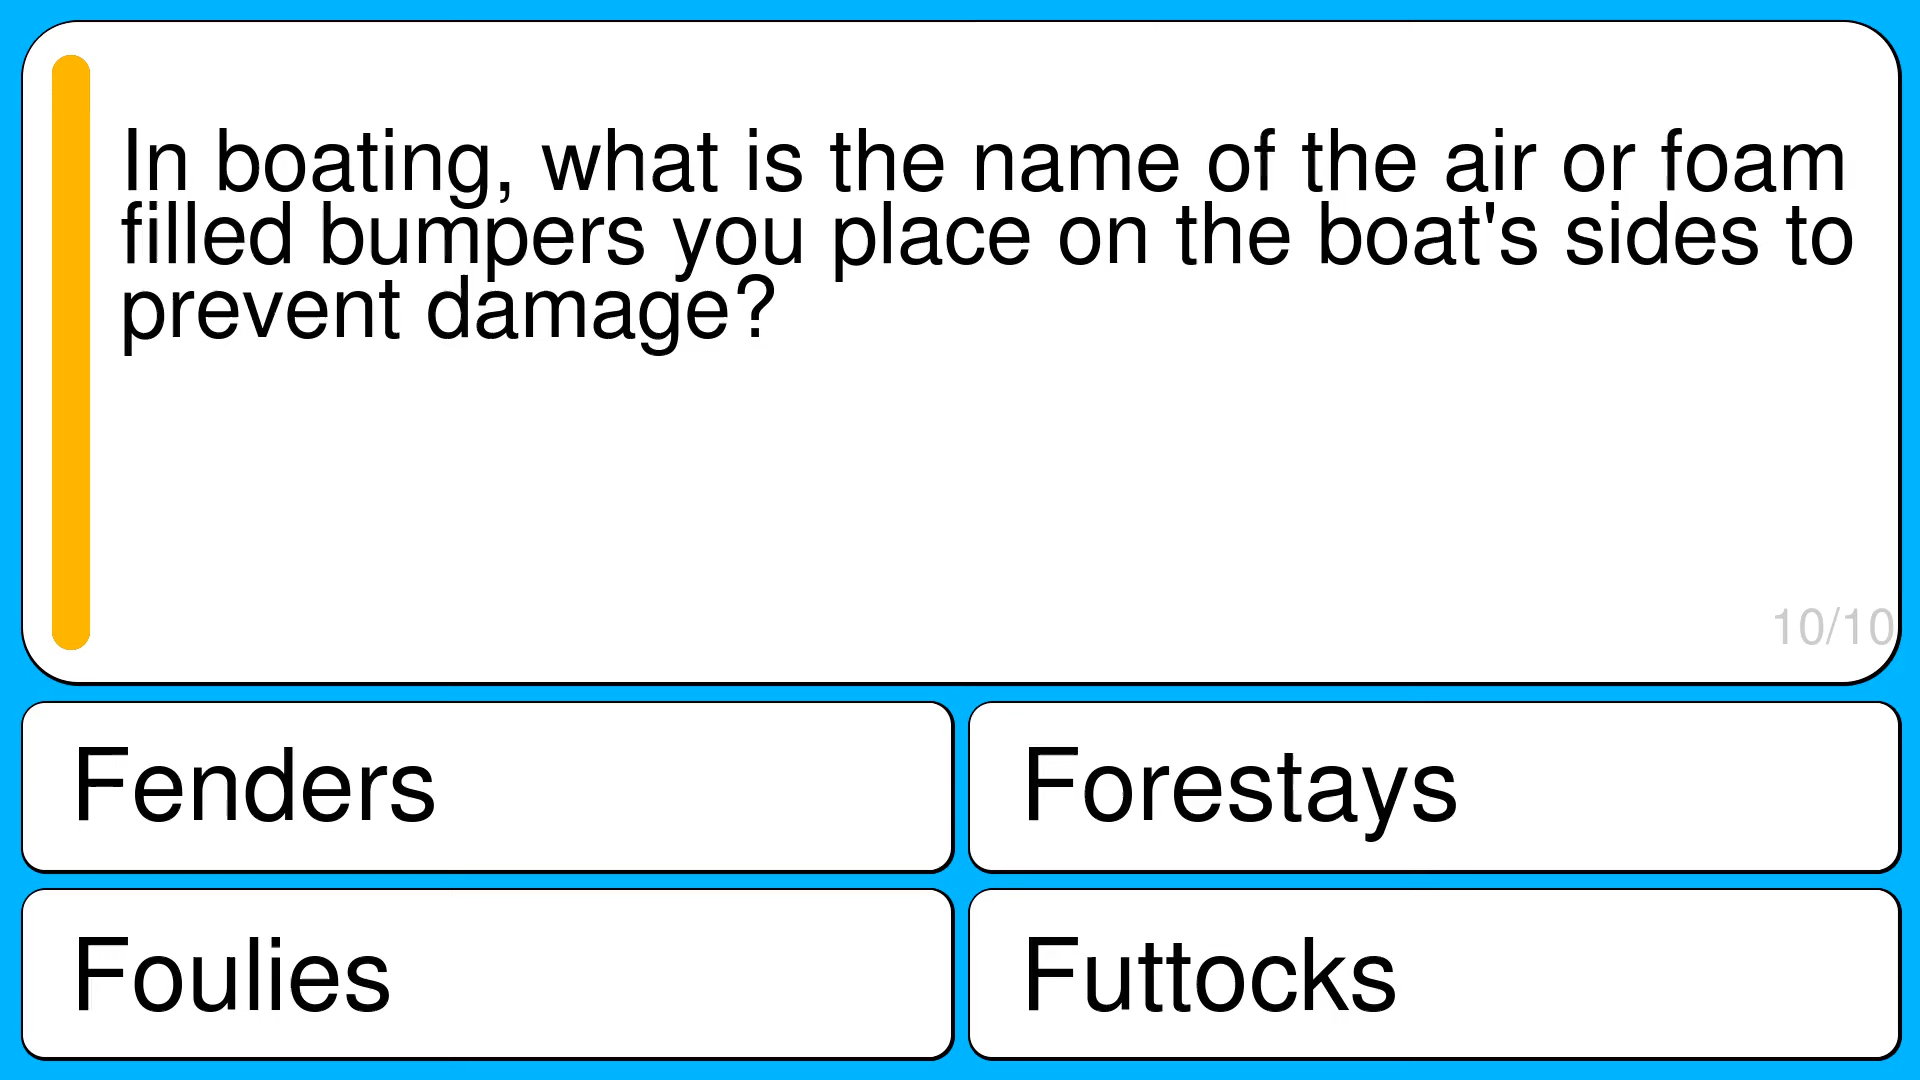 In boating, what is the name of the air or foam
filled bumpers you place on the boat's sides to
prevent damage?
10/10
Fenders
Forestays
Foulies
Futtocks